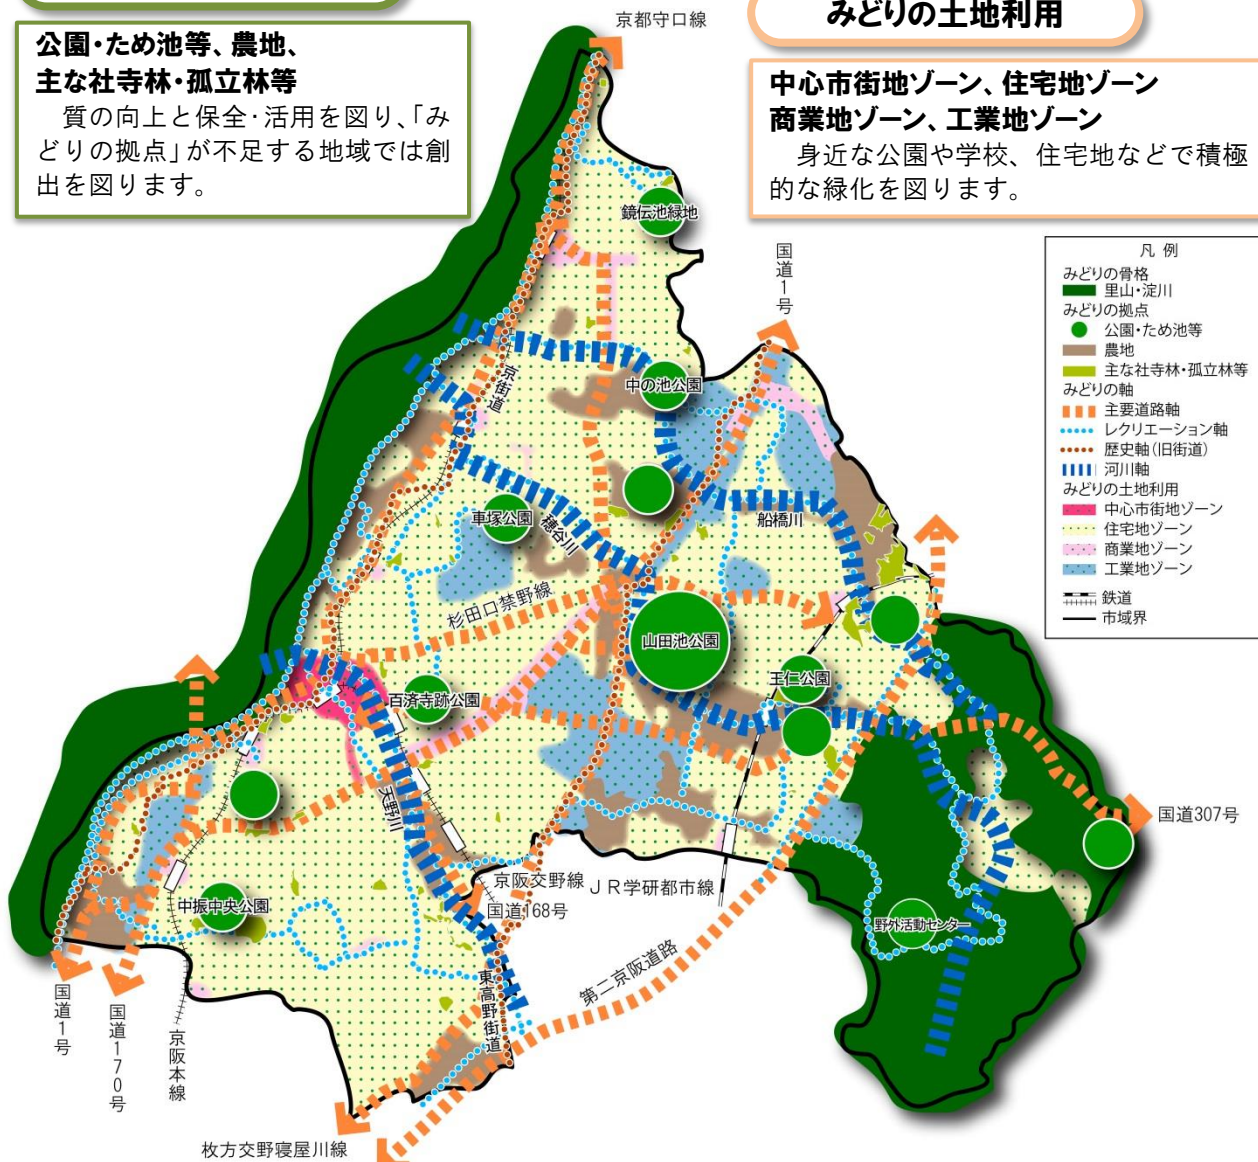 公園・ため池等、農地、
主な社寺林・孤立林等
質の向上と保全・活用を図り、「み
どりの拠点」が不足する地域では創
出を図ります。
みどりの土地利用
中心市街地ゾーン、住宅地ゾーン
商業地ゾーン、工業地ゾーン
身近な公園や学校、住宅地などで積極
的な緑化を図ります。
京都守口線
鏡伝池緑地
国道1号
凡例
みどりの骨格
里山・淀川
みどりの拠点
公園・ため池等
農地
主な社寺林・孤立林等
みどりの軸
主要道路軸
レクリエーション軸
歴史軸(旧街道)
河川軸
みどりの土地利用
中心市街地ゾーン
住宅地ゾーン
商業地ゾーン
工業地ゾーン
鉄道
市域界
京街道
中の池公園
車塚公園
穂谷川
船橋川
杉田口禁野線
山田池公園
王仁公園
百済寺跡公園
天野川
国道307号
京阪交野線
JR学研都市線
国道168号
中振中央公園
野外活動センター
第二京阪道路
東高野街道
国道1号
国道170号
京阪本線
枚方交野寝屋川線